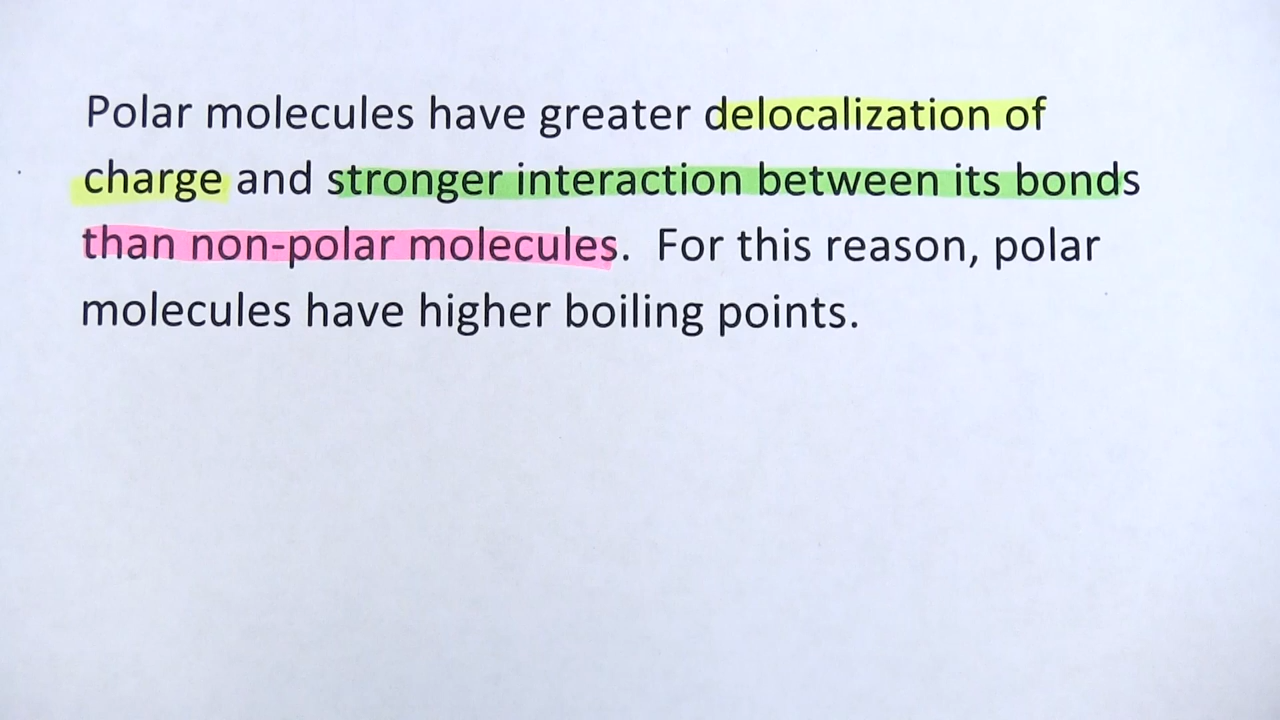 Polar molecules have greater delocalization of
charge and stronger interaction between its bonds
than non-polar molecules.  For this reason, polar
molecules have higher boiling points.